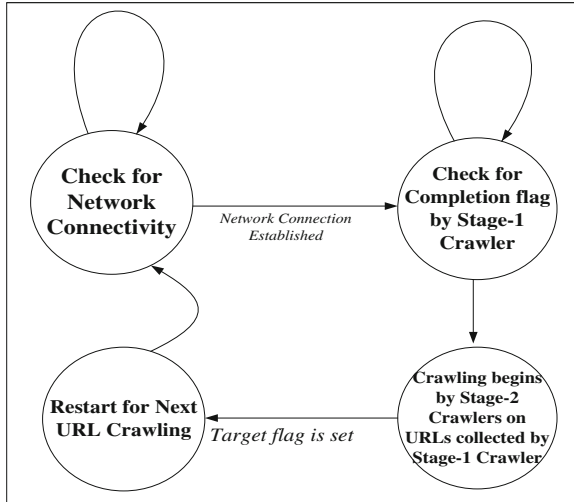 Check for
Network
Connectivity
Network Connection
Established
Check for
Completion flag
by Stage-1
Crawler
Crawling begins
by Stage-2
Crawlers on
URLs collected by
Stage-1 Crawler
Target flag is set
Restart for Next
URL Crawling